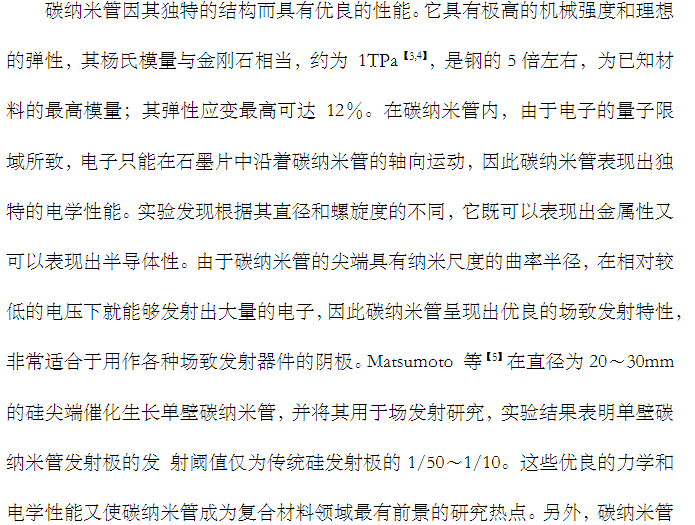 碳纳米管因其独特的结构而具有优良的性能。它具有极高的机械强度和理想
的弹性，其杨氏模量与金刚石相当，约为 1TPa【3,4】，是钢的 5 倍左右，为已知材
料的最高模量；其弹性应变最高可达 12％。在碳纳米管内，由于电子的量子限
域所致，电子只能在石墨片中沿着碳纳米管的轴向运动，因此碳纳米管表现出独
特的电学性能。实验发现根据其直径和螺旋度的不同，它既可以表现出金属性又
可以表现出半导体性。由于碳纳米管的尖端具有纳米尺度的曲率半径，在相对较
低的电压下就能够发射出大量的电子，因此碳纳米管呈现出优良的场致发射特性，
非常适合于用作各种场致发射器件的阴极。Matsumoto 等【5】在直径为 20～30mm
的硅尖端催化生长单壁碳纳米管，并将其用于场发射研究，实验结果表明单壁碳
纳米管发射极的发 射阈值仅为传统硅发射极的 1/50～1/10。这些优良的力学和
电学性能又使碳纳米管成为复合材料领域最有前景的研究热点。另外，碳纳米管